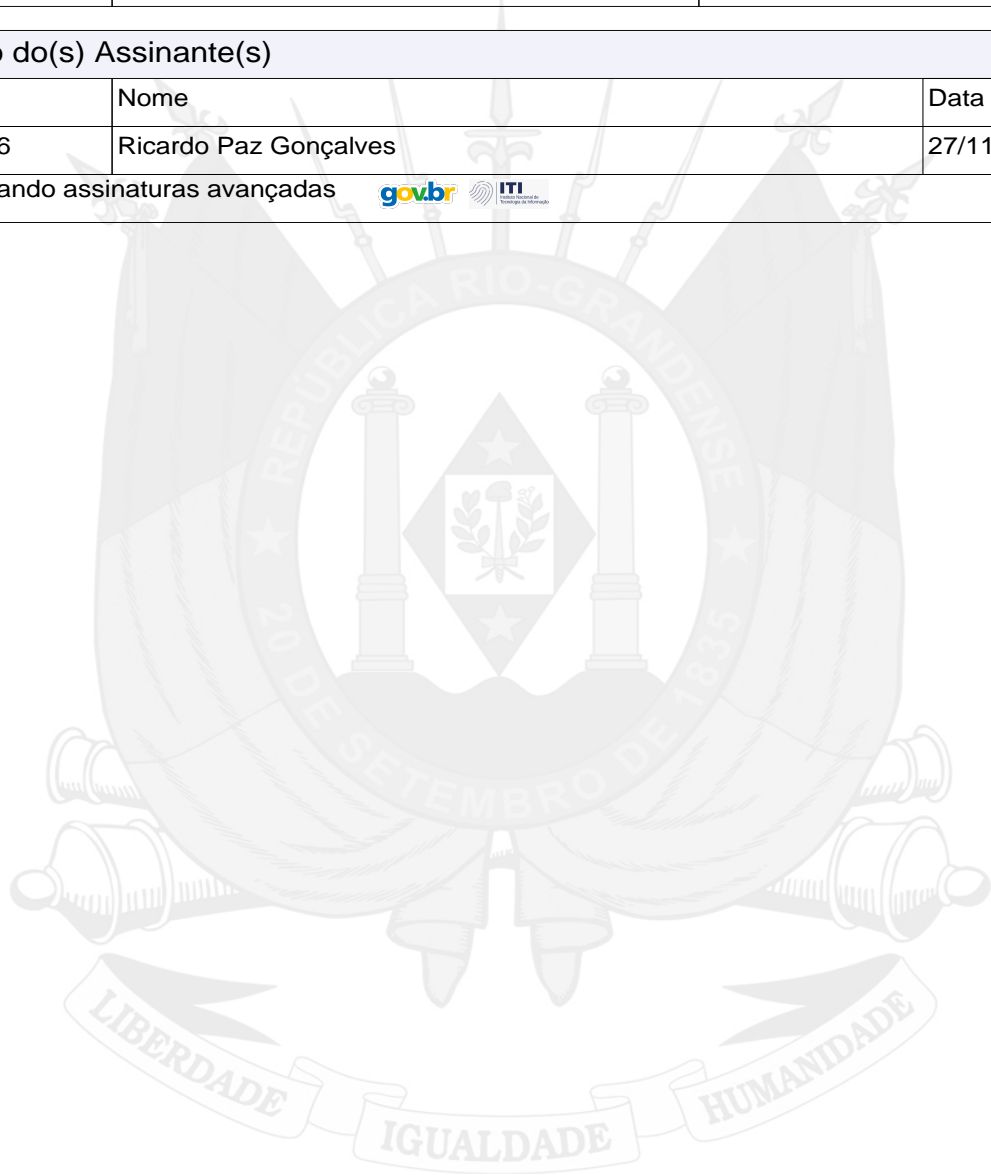 o do(s) Assinante(s)
Nome
Data
6
Ricardo Paz Gonçalves
27/11
ando assinaturas avançadas
gov.br
ITI
REPÚBLICA RIO-GRANDENSE
20 DE SETEMBRO DE 1835
LIBERDADE
IGUALDADE
HUMANIDADE